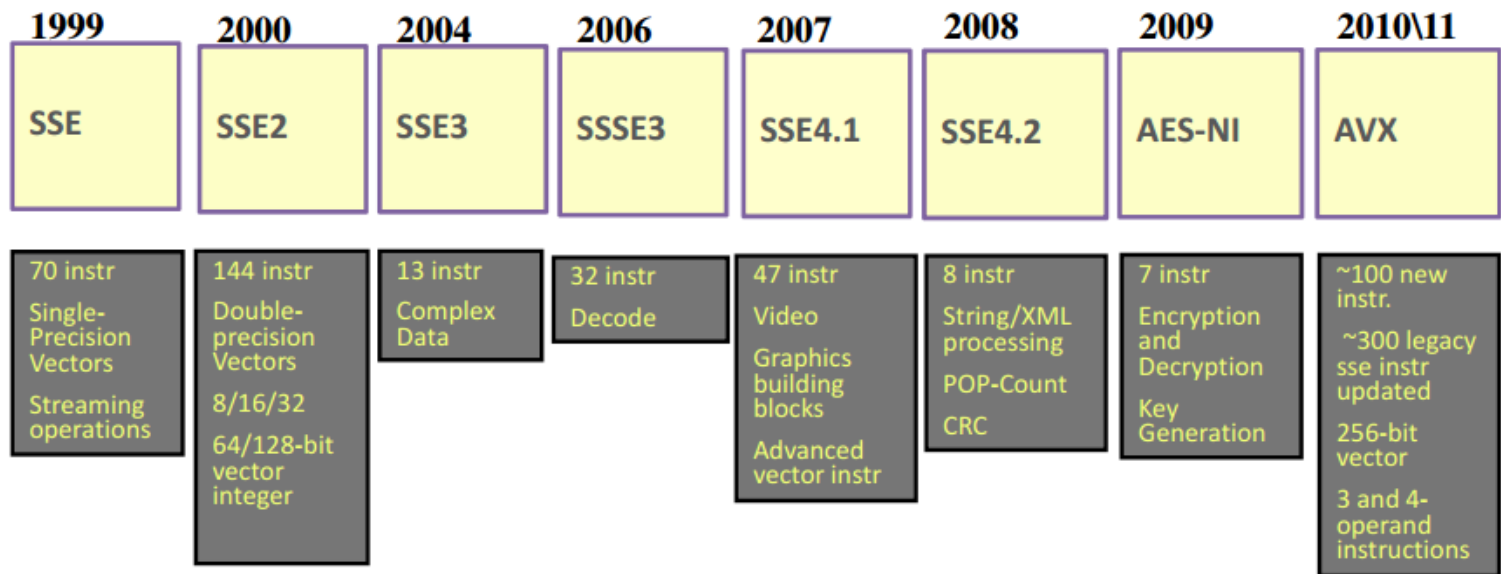 1999
2000
2004
2006
2007
2008
2009
2010\11
SSE
SSE2
SSE3
SSSE3
SSE4.1
SSE4.2
AES-NI
AVX
70 instr
Single-
Precision
Vectors
Streaming
operations
144 instr
Double-
precision
Vectors
8/16/32
64/128-bit
vector
integer
13 instr
Complex
Data
32 instr
Decode
47 instr
Video
Graphics
building
blocks
Advanced
vector instr
8 instr
String/XML
processing
POP-Count
CRC
7 instr
Encryption
and
Decryption
Key
Generation
~100 new
instr.
~300 legacy
sse instr
updated
256-bit
vector
3 and 4-
operand
instructions